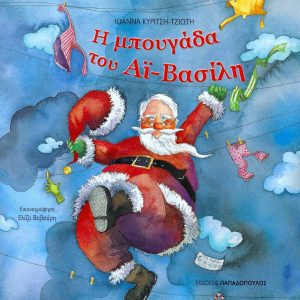 ΙΩΑΝΝΑ ΚΥΡΙΤΣΗ-ΤΖΙΩΤΗ
Η μπουγάδα
του Αϊ-Βασίλη
Εικονογράφηση
Ελίζα Βαβούρη
ΕΚΔΟΣΕΙΣ ΠΑΠΑΔΟΠΟΥΛΟΣ